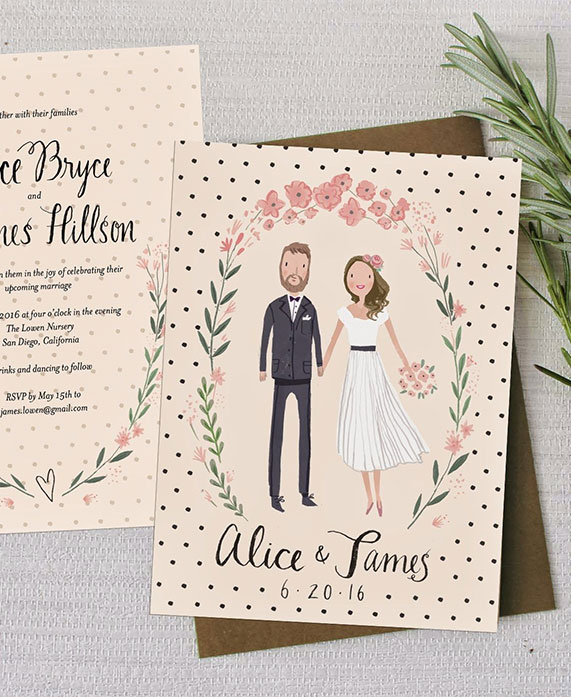 ther with their families
ce Bryce
and
mes Hillson
n them in the joy of celebrating their
upcoming marriage
2016 at four o'clock in the evening
The Lowen Nursery
San Diego, California
rinks and dancing to follow
RSVP by May 15th to
james.lowen@gmail.com
Alice & James
6·20·16